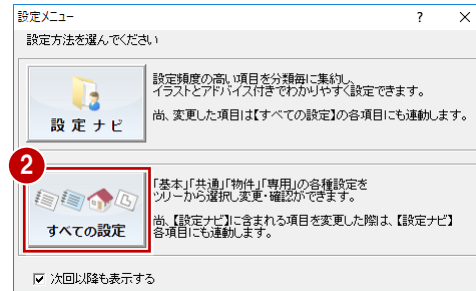 設定メニュー ? ×
設定方法を選んでください
設定ナビ
設定頻度の高い項目を分類毎に集約し、
イラストとアドバイス付きでわかりやすく設定できます。
尚、変更した項目は【すべての設定】の各項目にも連動します。
2
すべての設定
「基本」「共通」「物件」「専用」の各種設定を
ツリーから選択し変更・確認ができます。
尚、【設定ナビ】に含まれる項目を変更した際は、【設定ナビ】
各項目にも連動します。
次回以降も表示する